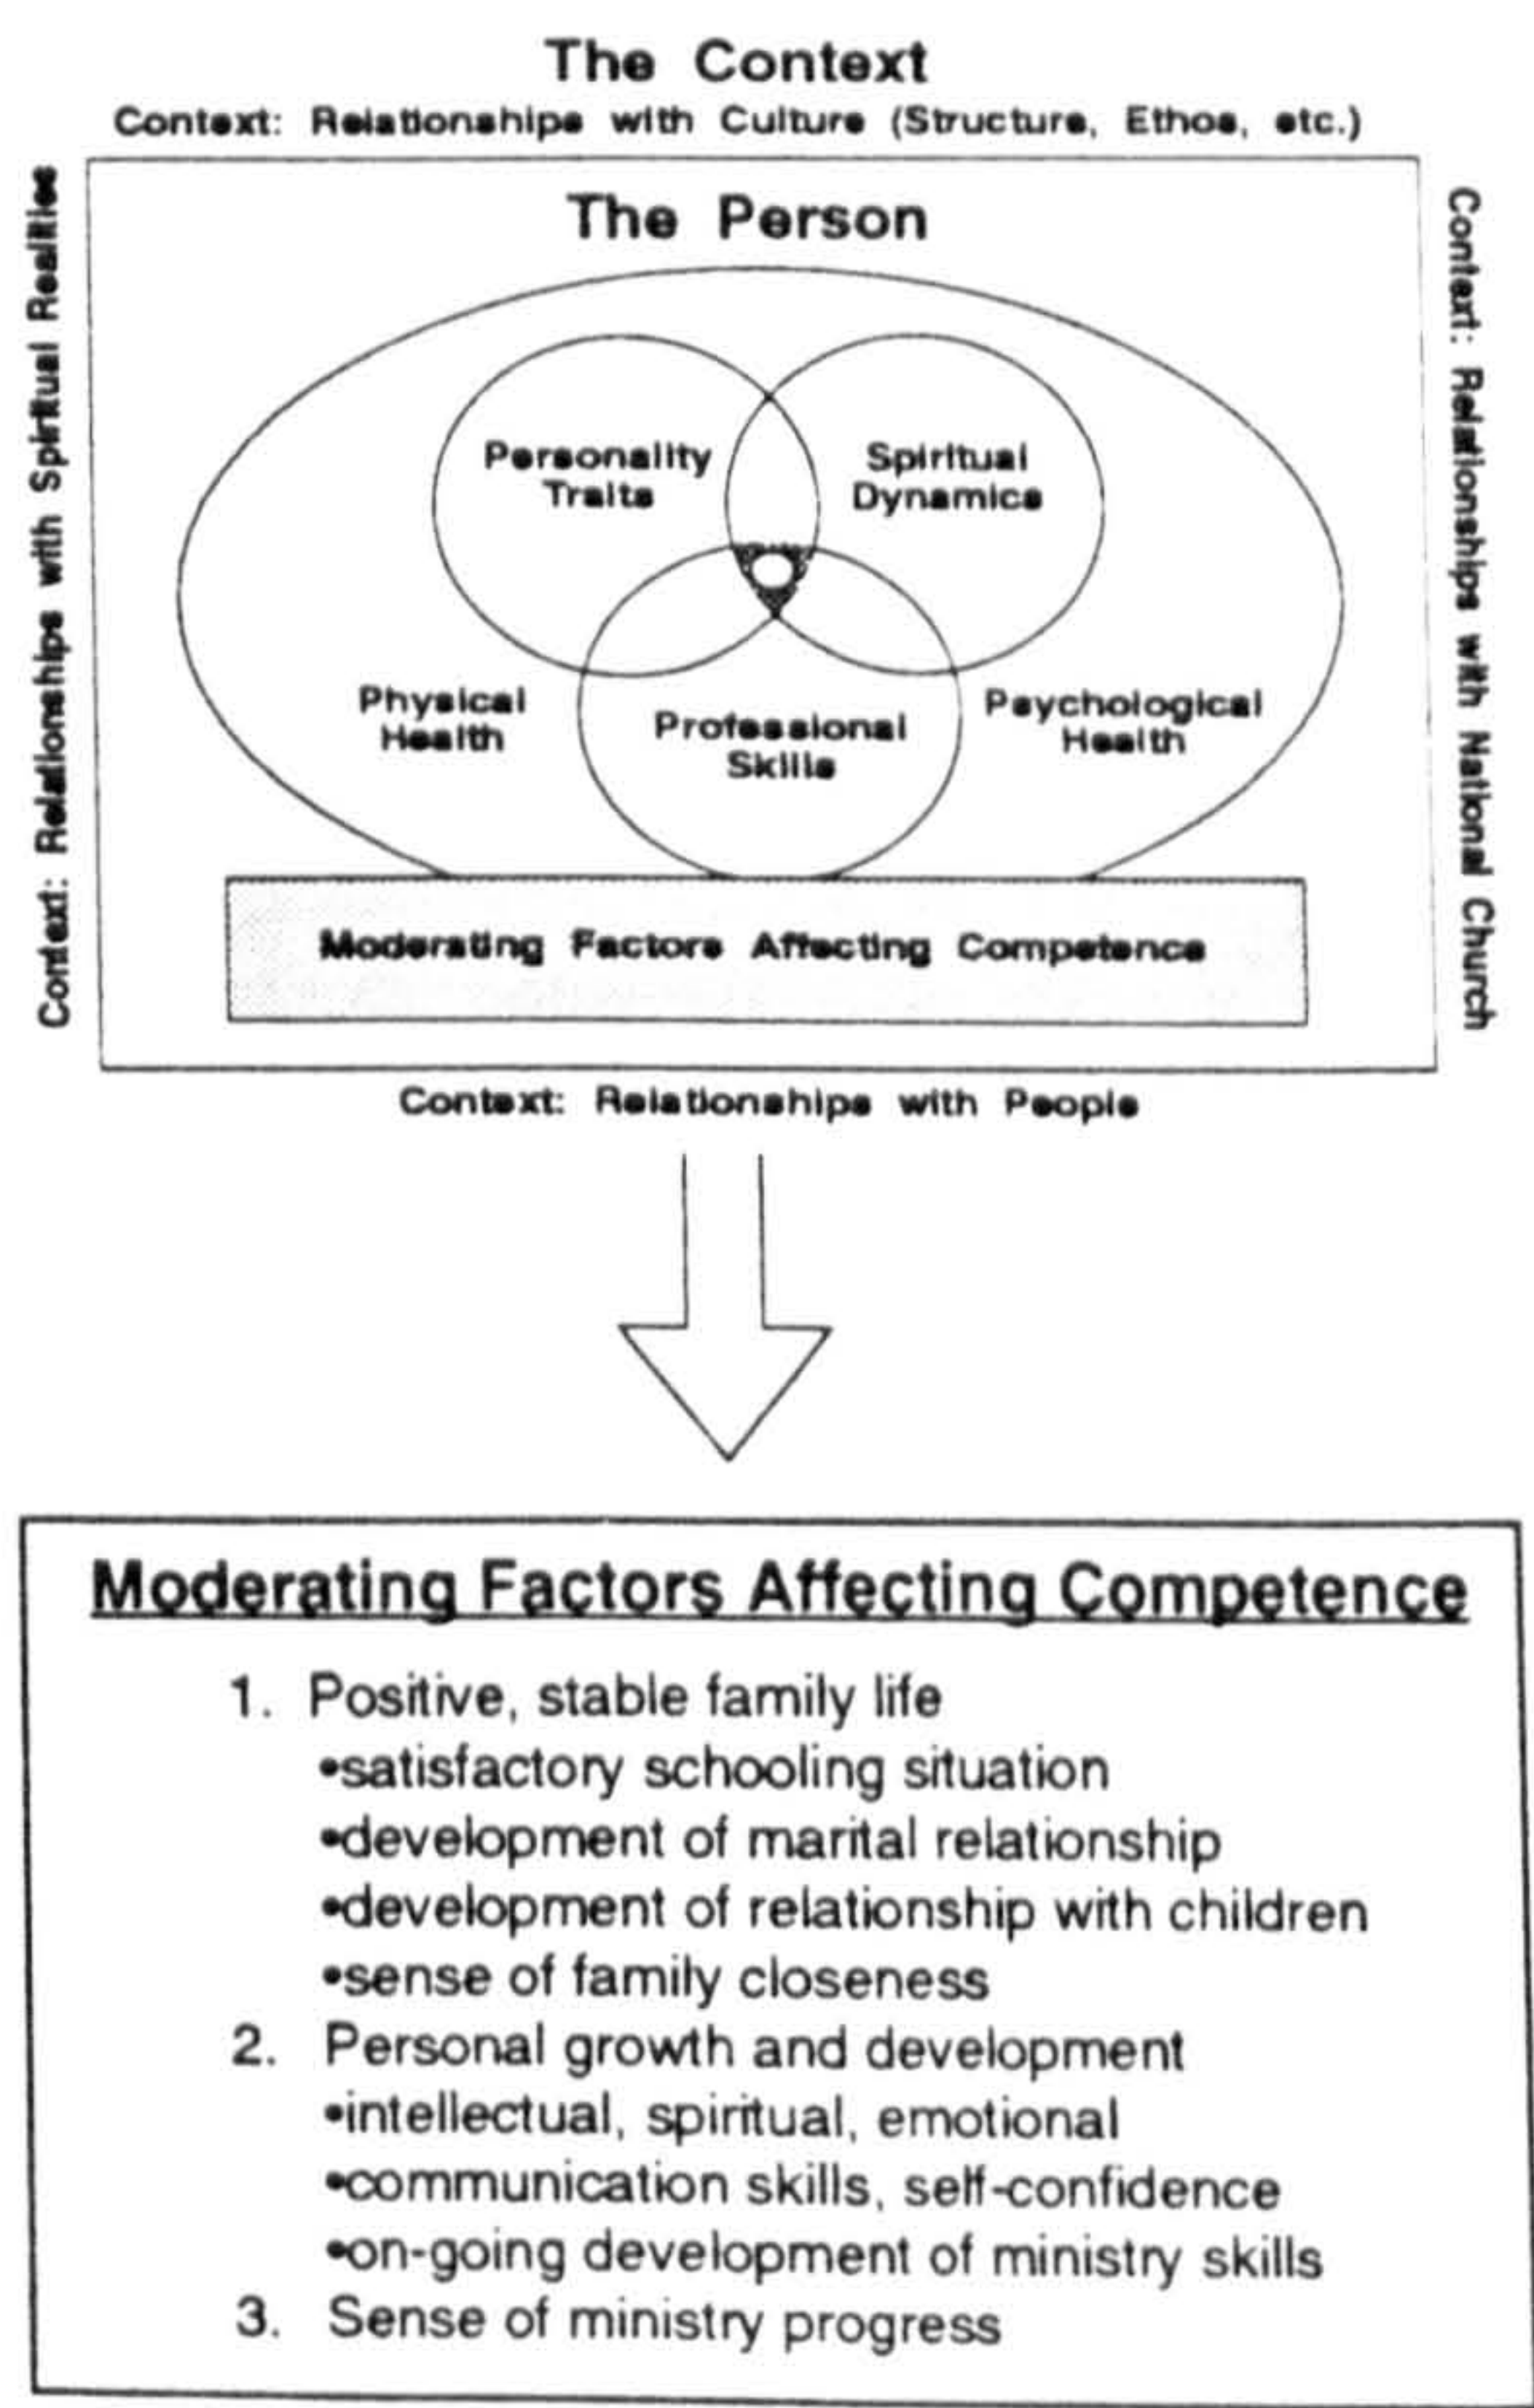 The Context
Context: Relationships with Culture (Structure, Ethos, etc.)
Context: Relationships with Spiritual Realities
Context: Relationships with National Church
The Person
Personality
Traits
Spiritual
Dynamics
Physical
Health
Professional
Skills
Psychological
Health
Moderating Factors Affecting Competence
Context: Relationships with People
Moderating Factors Affecting Competence
1. Positive, stable family life
•satisfactory schooling situation
•development of marital relationship
•development of relationship with children
•sense of family closeness
2. Personal growth and development
•intellectual, spiritual, emotional
•communication skills, self-confidence
•on-going development of ministry skills
3. Sense of ministry progress